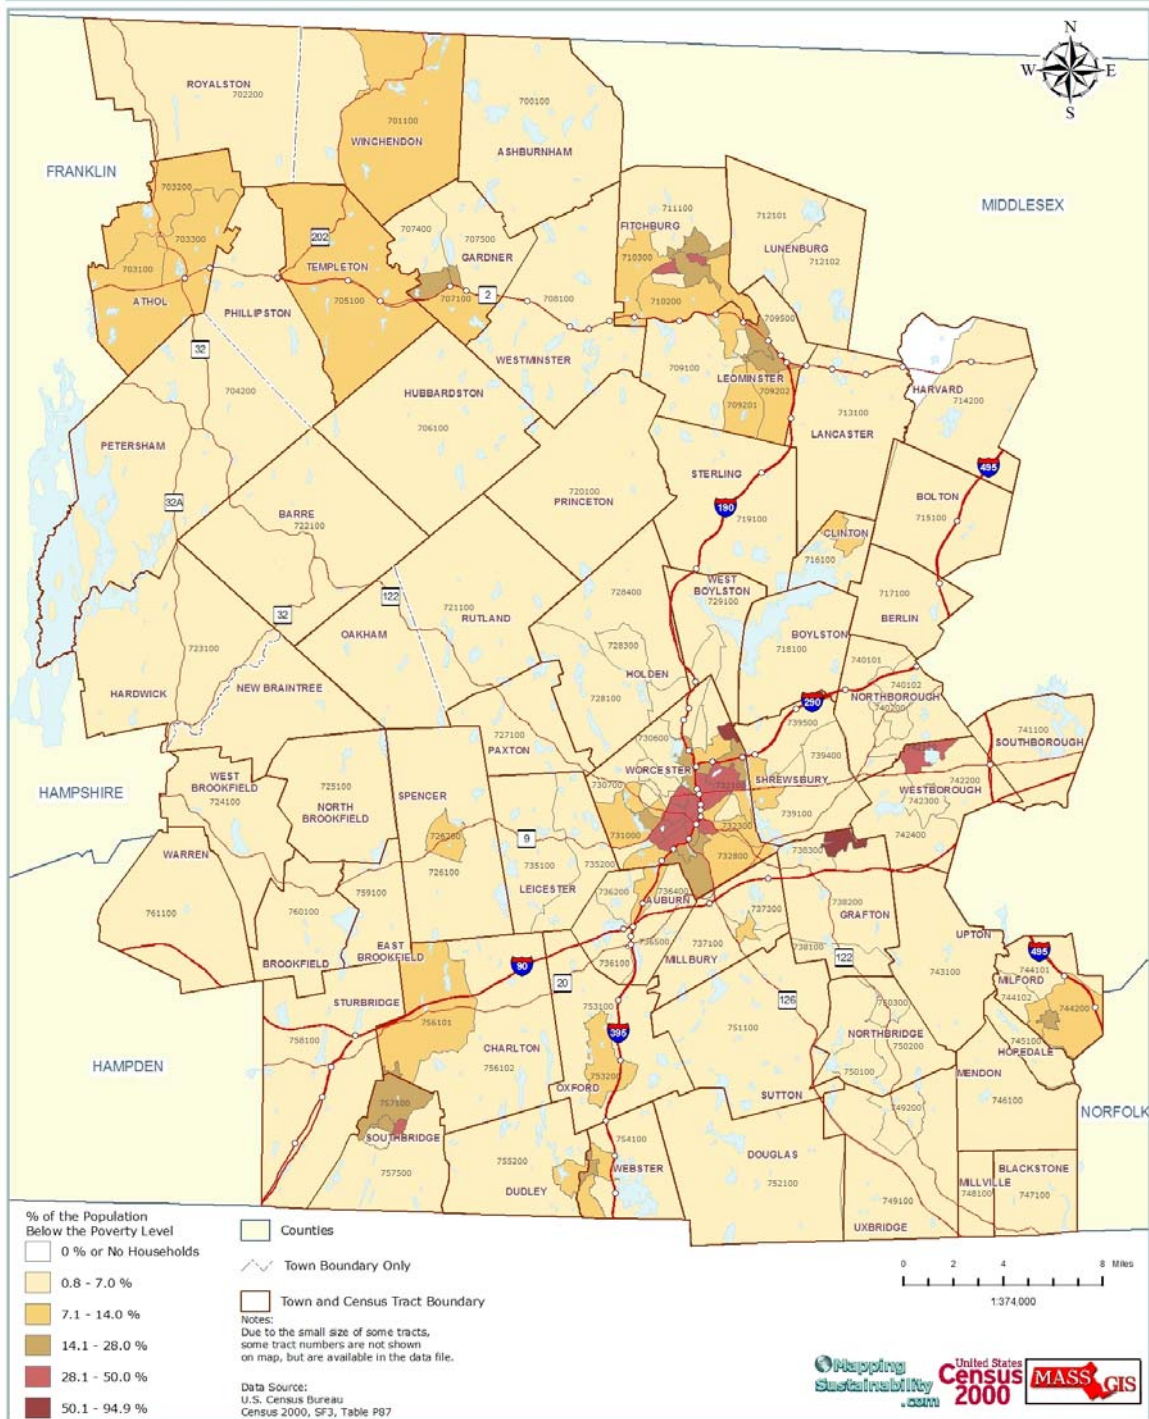 N
W E
S
ROYALSTON
702200
WINCHENDON
701100
700100
ASHBURNHAM
FRANKLIN
MIDDLESEX
703200
703300
703100
ATHOL
202
TEMPLETON
705100
707400
707500
GARDNER
707100
2
711100
FITCHBURG
710300
710200
712101
LUNENBURG
712102
PHILLIPSTON
32
704200
708100
WESTMINSTER
HUBBARDSTON
706100
709500
709100
LEOMINSTER
709202
709201
HARVARD
714200
713100
LANCASTER
PETERSHAM
32A
BARRE
722100
720100
PRINCETON
STERLING
190
719100
495
BOLTON
715100
CLINTON
716100
32
122
721100
RUTLAND
OAKHAM
728400
WEST
BOYLSTON
729100
717100
BERLIN
BOYLSTON
718100
723100
HARDWICK
NEW BRAINTREE
728300
HOLDEN
728100
740101
740102
NORTHBOROUGH
740200
290
739500
727100
PAXTON
730600
WORCESTER
739400
SHREWSBURY
741100
SOUTHBOROUGH
HAMPSHIRE
WEST
BROOKFIELD
724100
725100
NORTH
BROOKFIELD
SPENCER
726200
726100
730700
731000
732300
732800
739100
742200
WESTBOROUGH
742300
742400
WARREN
761100
9
735100
LEICESTER
735200
736200
736400
AUBURN
738300
759100
760100
BROOKFIELD
EAST
BROOKFIELD
736500
736100
737300
737100
MILLBURY
738200
GRAFTON
738100
122
UPTON
743100
90
20
495
744101
MILFORD
744102
744200
745100
HOPEDALE
STURBRIDGE
758100
756101
CHARLTON
756102
753100
395
753200
OXFORD
126
751100
SUTTON
750300
NORTHBRIDGE
750200
750100
MENDON
746100
HAMPDEN
NORFOLK
757100
SOUTHBRIDGE
757500
755200
DUDLEY
754100
WEBSTER
DOUGLAS
752100
749200
749100
UXBRIDGE
MILLVILLE
748100
BLACKSTONE
747100
% of the Population
Below the Poverty Level
0 % or No Households
0.8 - 7.0 %
7.1 - 14.0 %
14.1 - 28.0 %
28.1 - 50.0 %
50.1 - 94.9 %
Counties
Town Boundary Only
Town and Census Tract Boundary
Notes:
Due to the small size of some tracts,
some tract numbers are not shown
on map, but are available in the data file.
Data Source:
U.S. Census Bureau
Census 2000, SF3, Table P87
0 2 4 6 8 Miles
1:374,000
Mapping
Sustainability
.com
United States
Census
2000
MASS GIS